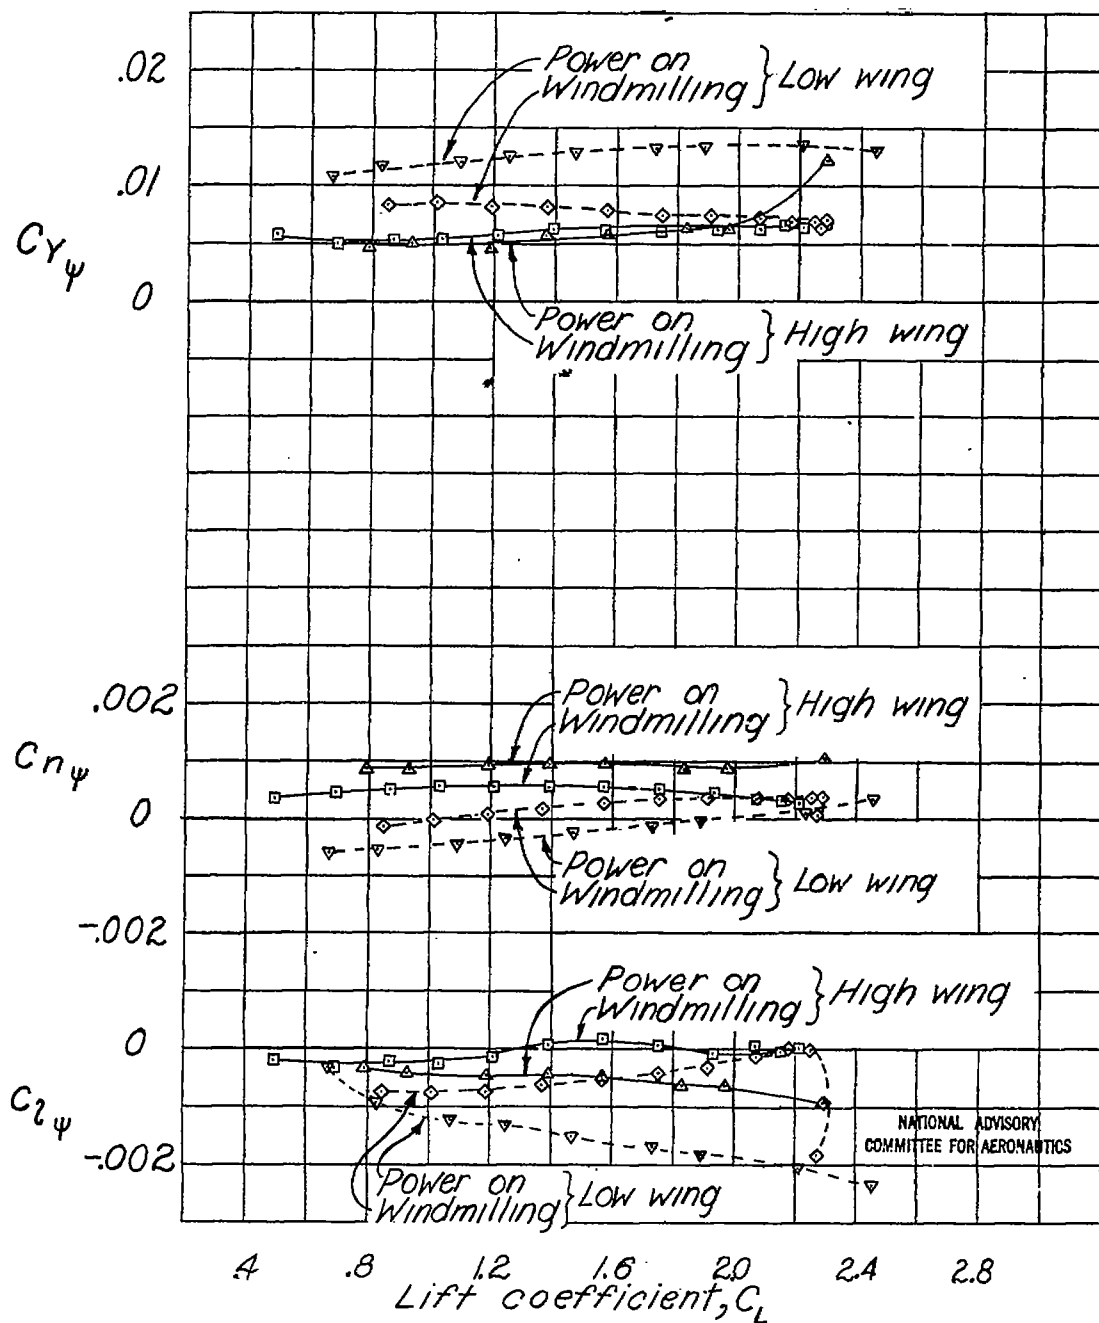 .02
Power on
Windmilling } Low wing
.01
C_Yψ
0
Power on
Windmilling } High wing
.002
Power on
Windmilling } High wing
C_nψ
0
Power on
Windmilling } Low wing
-.002
Power on
Windmilling } High wing
0
C_lψ
NATIONAL ADVISORY
COMMITTEE FOR AERONAUTICS
-.002
Power on
Windmilling } Low wing
.4 .8 1.2 1.6 2.0 2.4 2.8
Lift coefficient, C_L